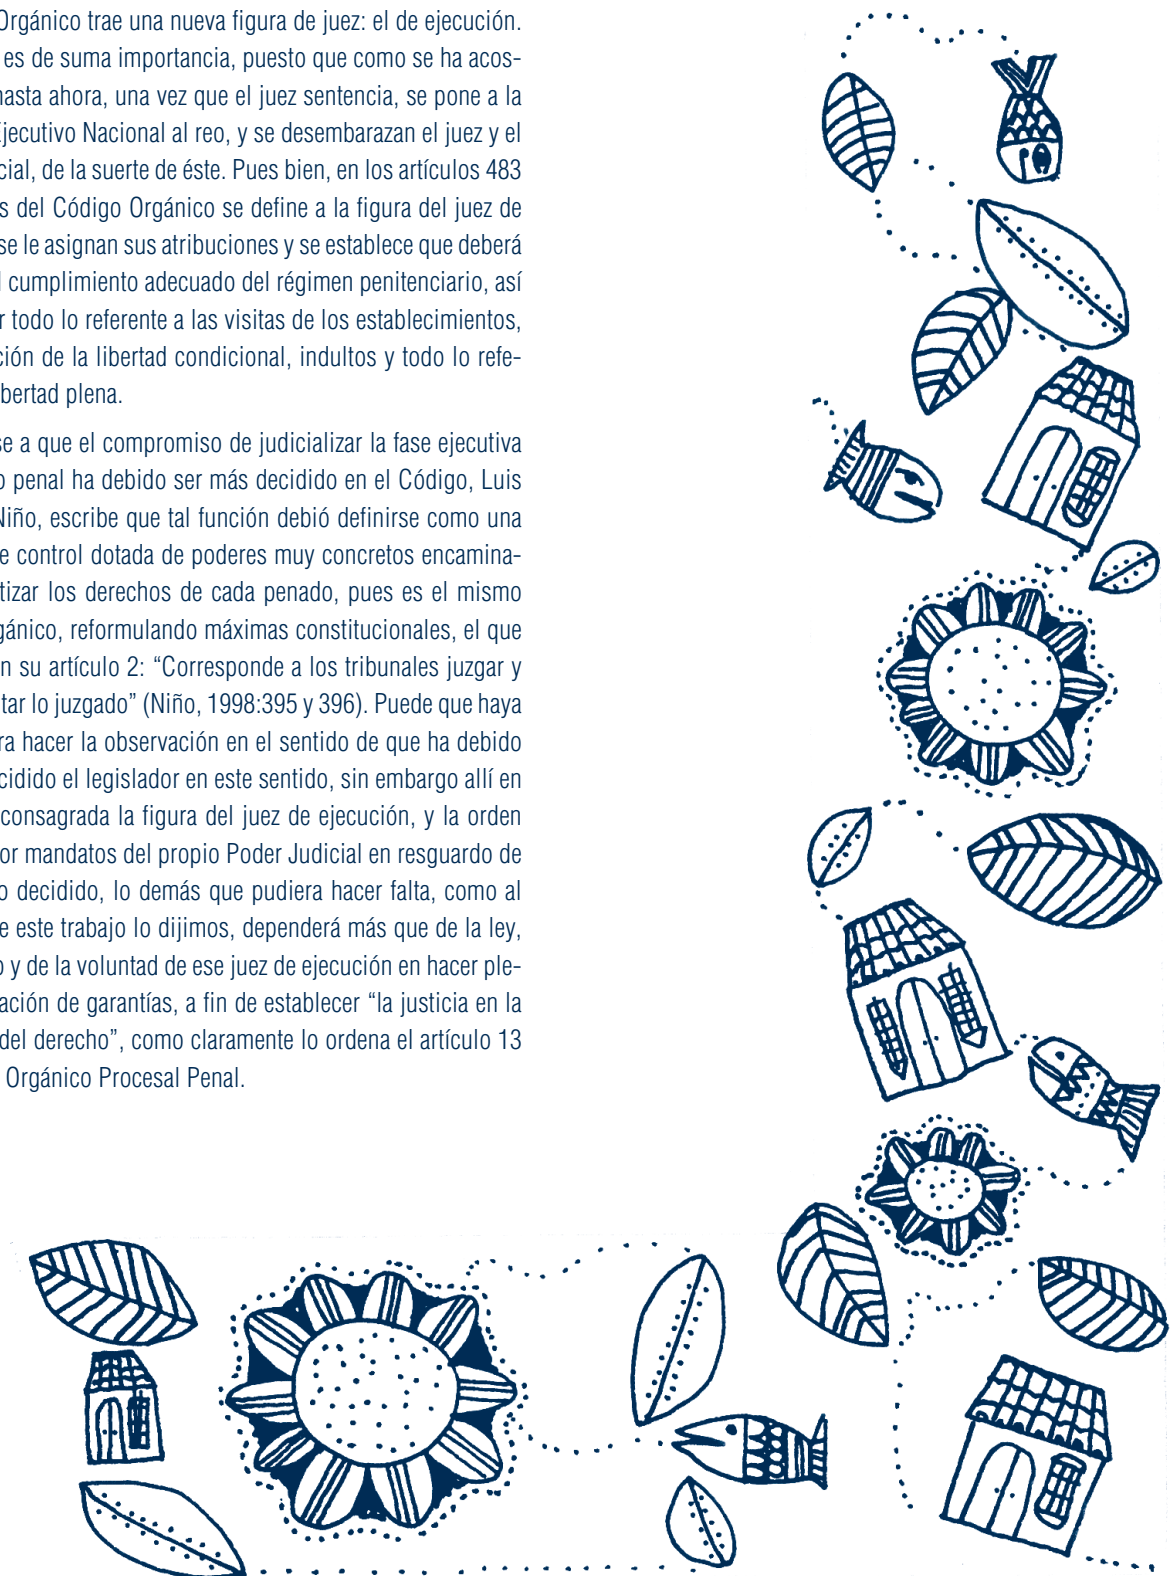 Orgánico trae una nueva figura de juez: el de ejecución.
es de suma importancia, puesto que como se ha acos-
hasta ahora, una vez que el juez sentencia, se pone a la
Ejecutivo Nacional al reo, y se desembarazan el juez y el
cial, de la suerte de éste. Pues bien, en los artículos 483
s del Código Orgánico se define a la figura del juez de
se le asignan sus atribuciones y se establece que deberá
l cumplimiento adecuado del régimen penitenciario, así
r todo lo referente a las visitas de los establecimientos,
ción de la libertad condicional, indultos y todo lo refe-
bertad plena.
se a que el compromiso de judicializar la fase ejecutiva
o penal ha debido ser más decidido en el Código, Luis
Niño, escribe que tal función debió definirse como una
e control dotada de poderes muy concretos encamina-
tizar los derechos de cada penado, pues es el mismo
gánico, reformulando máximas constitucionales, el que
n su artículo 2: “Corresponde a los tribunales juzgar y
tar lo juzgado” (Niño, 1998:395 y 396). Puede que haya
ra hacer la observación en el sentido de que ha debido
cidido el legislador en este sentido, sin embargo allí en
consagrada la figura del juez de ejecución, y la orden
or mandatos del propio Poder Judicial en resguardo de
o decidido, lo demás que pudiera hacer falta, como al
e este trabajo lo dijimos, dependerá más que de la ley,
o y de la voluntad de ese juez de ejecución en hacer ple-
ación de garantías, a fin de establecer “la justicia en la
del derecho”, como claramente lo ordena el artículo 13
Orgánico Procesal Penal.